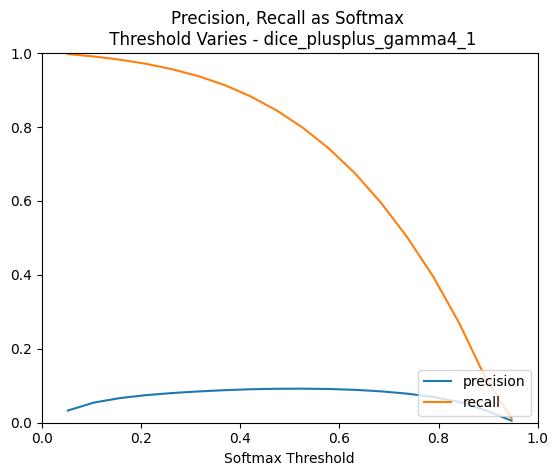 Precision, Recall as Softmax
Threshold Varies - dice_plusplus_gamma4_1
1.0
0.8
0.6
0.4
0.2
0.0
0.0 0.2 0.4 0.6 0.8 1.0
precision
recall
Softmax Threshold